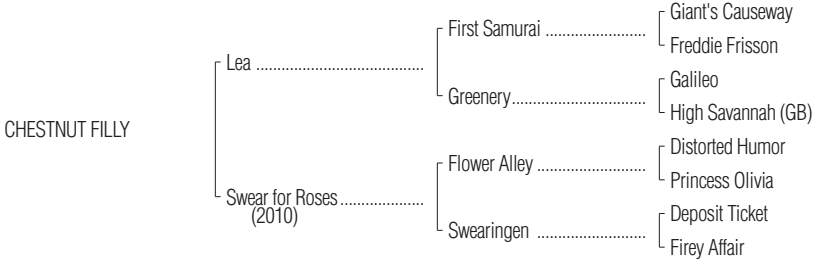 Giant's Causeway
First Samurai ........................
Freddie Frisson
Lea ........................................
Galileo
Greenery................................
High Savannah (GB)
CHESTNUT FILLY
Distorted Humor
Flower Alley ..........................
Princess Olivia
Swear for Roses ....................
(2010)
Deposit Ticket
Swearingen ..........................
Firey Affair